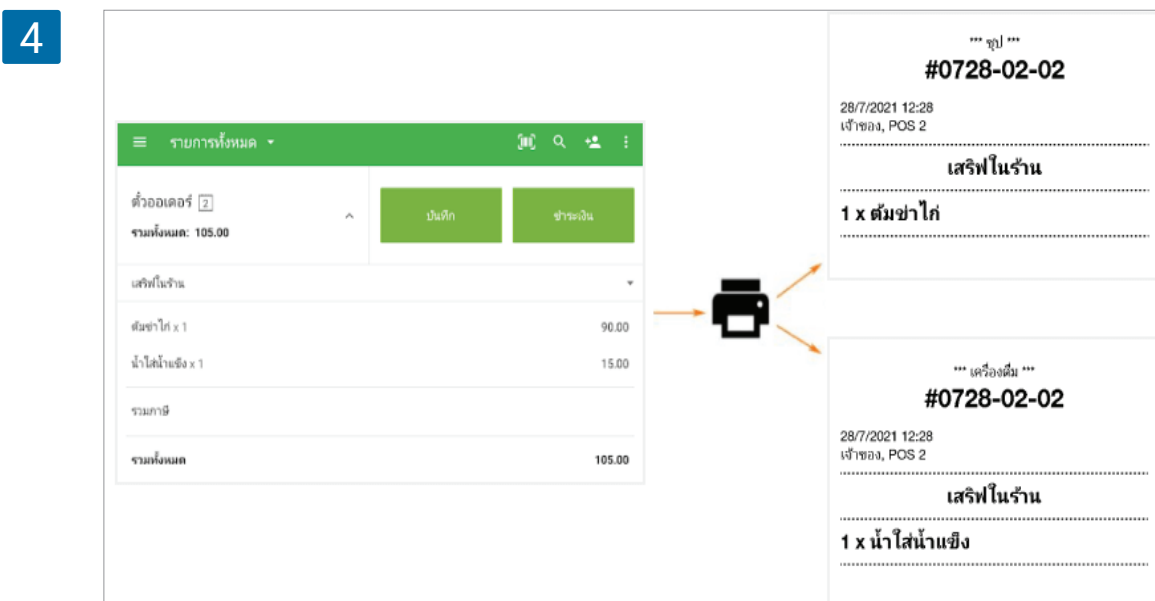 4
รายการทั้งหมด
ตั๋วออเดอร์ 2
รวมทั้งหมด: 105.00
บันทึก
ชำระเงิน
เสริฟในร้าน
ต้มข่าไก่ x 1 90.00
น้ำใส่น้ำแข็ง x 1 15.00
รวมภาษี
รวมทั้งหมด 105.00
*** ซุป ***
#0728-02-02
28/7/2021 12:28
เจ้าของ, POS 2
เสริฟในร้าน
1 x ต้มข่าไก่
*** เครื่องดื่ม ***
#0728-02-02
28/7/2021 12:28
เจ้าของ, POS 2
เสริฟในร้าน
1 x น้ำใส่น้ำแข็ง